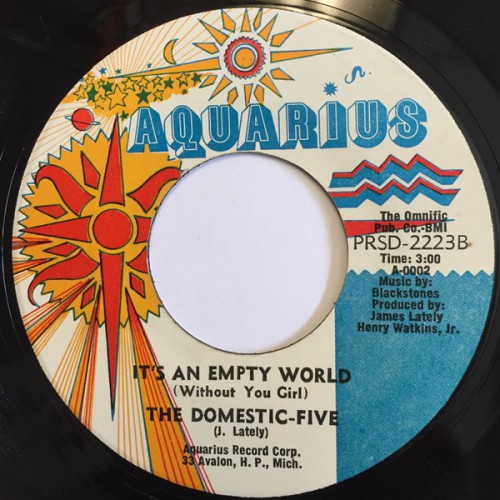 AQUARIUS
The Omnific
Pub. Co.-BMI
PRSD-2223B
Time: 3:00
A-0002
Music by:
Blackstones
Produced by:
James Lately
Henry Watkins, Jr.
IT'S AN EMPTY WORLD
(Without You Girl)
THE DOMESTIC-FIVE
(J. Lately)
Aquarius Record Corp.
33 Avalon, H. P., Mich.